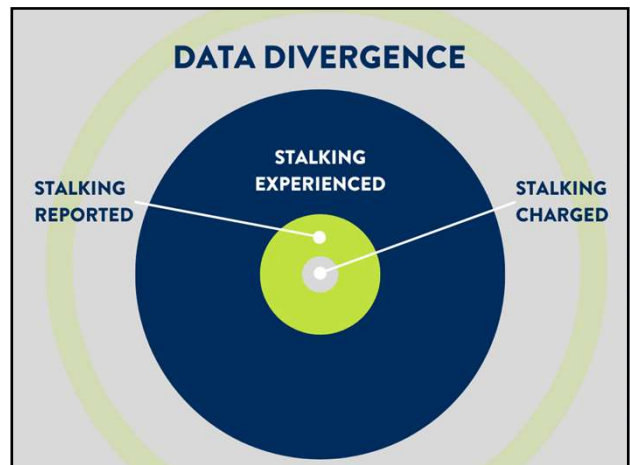 DATA DIVERGENCE
STALKING
EXPERIENCED
STALKING
REPORTED
STALKING
CHARGED